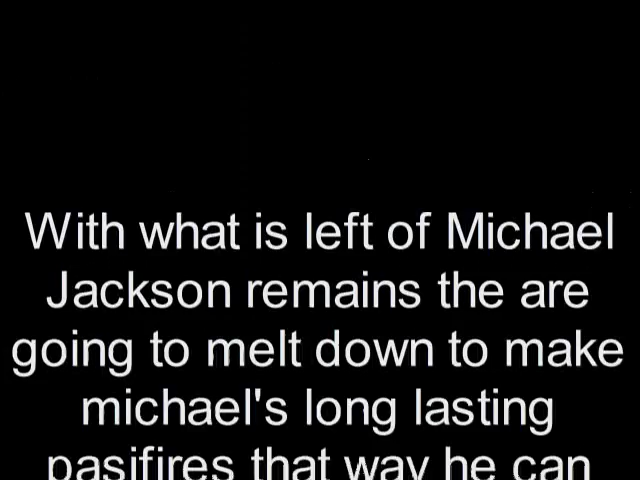 With what is left of Michael
Jackson remains the are
going to melt down to make
michael's long lasting
pasifires that way he can